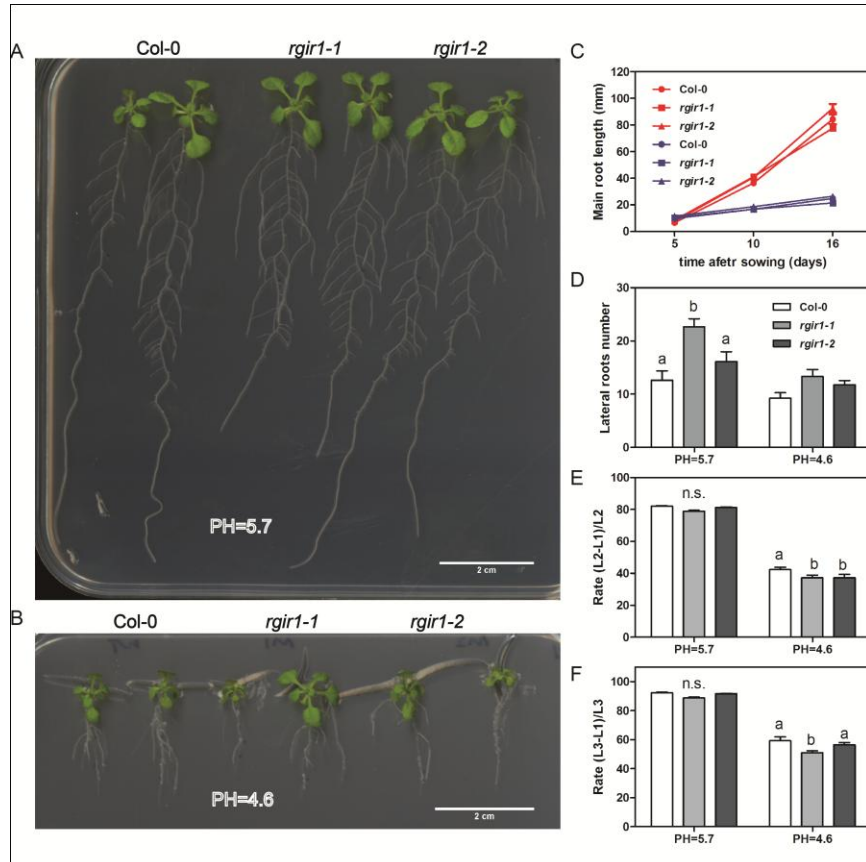 A
Col-0 rgir1-1 rgir1-2
PH=5.7
2 cm
B
Col-0 rgir1-1 rgir1-2
PH=4.6
2 cm
C
Main root length (mm)
120
100
80
60
40
20
0
Col-0
rgir1-1
rgir1-2
Col-0
rgir1-1
rgir1-2
5 10 16
time afetr sowing (days)
D
Lateral roots number
30
20
10
0
a b a
Col-0
rgir1-1
rgir1-2
PH=5.7 PH=4.6
E
Rate (L2-L1)/L2
100
80
60
40
20
0
n.s.
a b b
PH=5.7 PH=4.6
F
Rate (L3-L1)/L3
100
80
60
40
20
0
n.s.
a b a
PH=5.7 PH=4.6